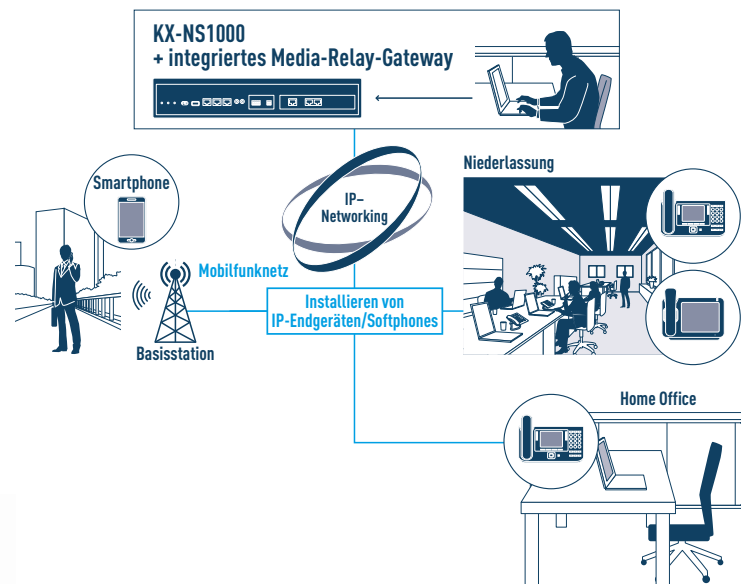 KX-NS1000
+ integriertes Media-Relay-Gateway
Smartphone
IP–
Networking
Niederlassung
Mobilfunknetz
Installieren von
IP-Endgeräten/Softphones
Basisstation
Home Office